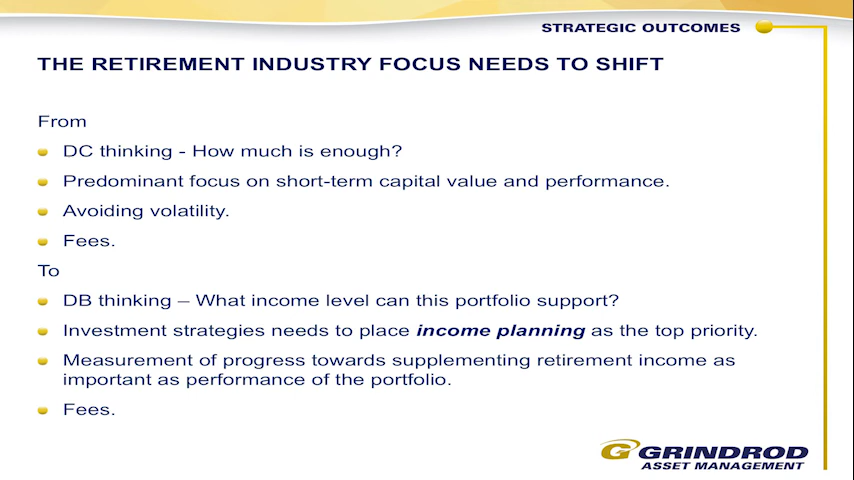 STRATEGIC OUTCOMES
THE RETIREMENT INDUSTRY FOCUS NEEDS TO SHIFT
From
DC thinking - How much is enough?
Predominant focus on short-term capital value and performance.
Avoiding volatility.
Fees.
To
DB thinking – What income level can this portfolio support?
Investment strategies needs to place income planning as the top priority.
Measurement of progress towards supplementing retirement income as
important as performance of the portfolio.
Fees.
GRINDROD
ASSET MANAGEMENT